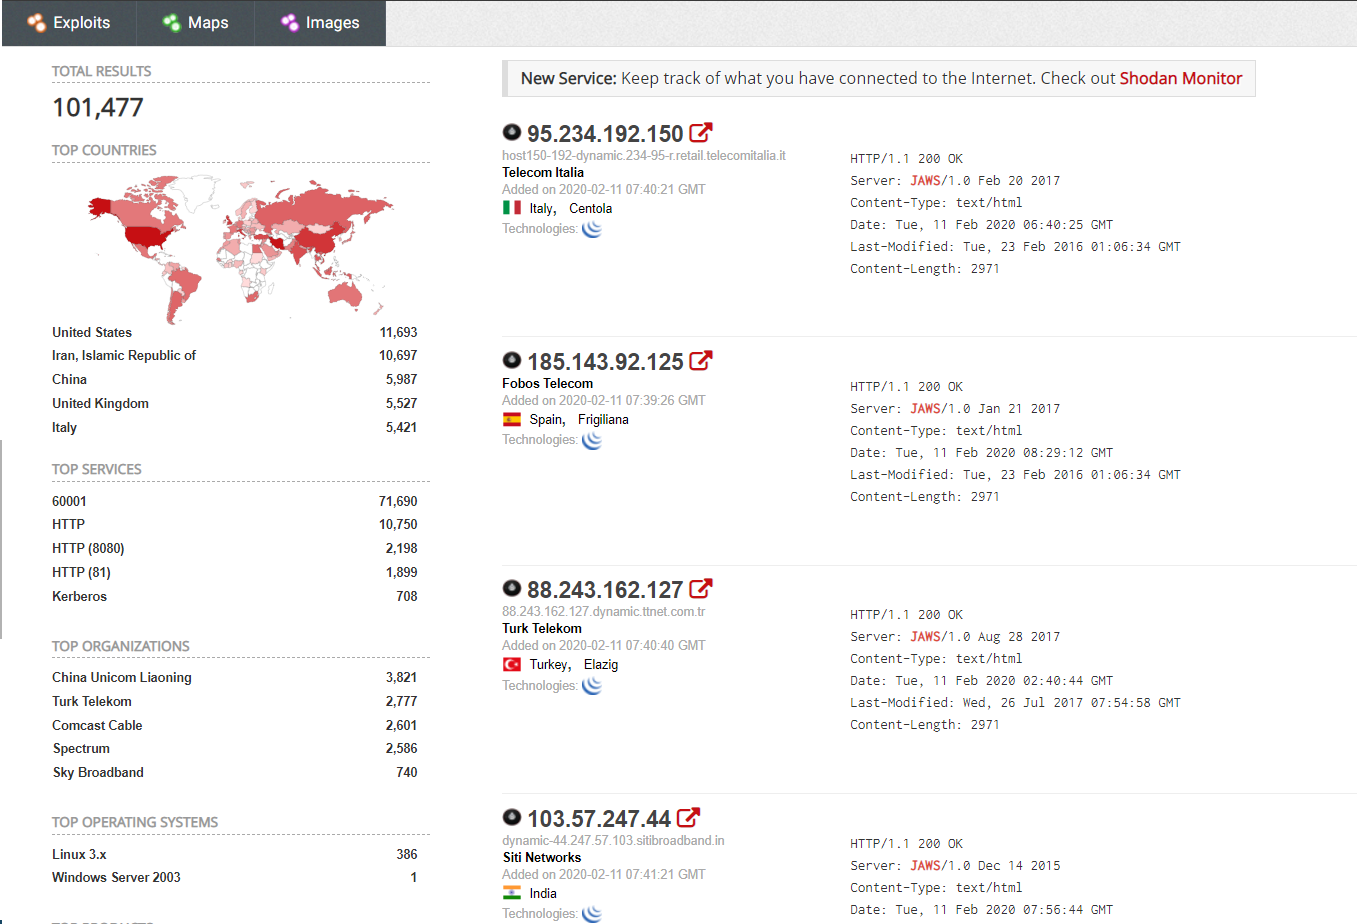 Exploits
Maps
Images
TOTAL RESULTS
101,477
TOP COUNTRIES
United States 11,693
Iran, Islamic Republic of 10,697
China 5,987
United Kingdom 5,527
Italy 5,421
TOP SERVICES
60001 71,690
HTTP 10,750
HTTP (8080) 2,198
HTTP (81) 1,899
Kerberos 708
TOP ORGANIZATIONS
China Unicom Liaoning 3,821
Turk Telekom 2,777
Comcast Cable 2,601
Spectrum 2,586
Sky Broadband 740
TOP OPERATING SYSTEMS
Linux 3.x 386
Windows Server 2003 1
New Service: Keep track of what you have connected to the Internet. Check out Shodan Monitor
95.234.192.150
host150-192-dynamic.234-95-r.retail.telecomitalia.it
Telecom Italia
Added on 2020-02-11 07:40:21 GMT
Italy, Centola
Technologies:
HTTP/1.1 200 OK
Server: JAWS/1.0 Feb 20 2017
Content-Type: text/html
Date: Tue, 11 Feb 2020 06:40:25 GMT
Last-Modified: Tue, 23 Feb 2016 01:06:34 GMT
Content-Length: 2971
185.143.92.125
Fobos Telecom
Added on 2020-02-11 07:39:26 GMT
Spain, Frigiliana
Technologies:
HTTP/1.1 200 OK
Server: JAWS/1.0 Jan 21 2017
Content-Type: text/html
Date: Tue, 11 Feb 2020 08:29:12 GMT
Last-Modified: Tue, 23 Feb 2016 01:06:34 GMT
Content-Length: 2971
88.243.162.127
88.243.162.127.dynamic.ttnet.com.tr
Turk Telekom
Added on 2020-02-11 07:40:40 GMT
Turkey, Elazig
Technologies:
HTTP/1.1 200 OK
Server: JAWS/1.0 Aug 28 2017
Content-Type: text/html
Date: Tue, 11 Feb 2020 02:40:44 GMT
Last-Modified: Wed, 26 Jul 2017 07:54:58 GMT
Content-Length: 2971
103.57.247.44
dynamic-44.247.57.103.sitibroadband.in
Siti Networks
Added on 2020-02-11 07:41:21 GMT
India
Technologies:
HTTP/1.1 200 OK
Server: JAWS/1.0 Dec 14 2015
Content-Type: text/html
Date: Tue, 11 Feb 2020 07:56:44 GMT